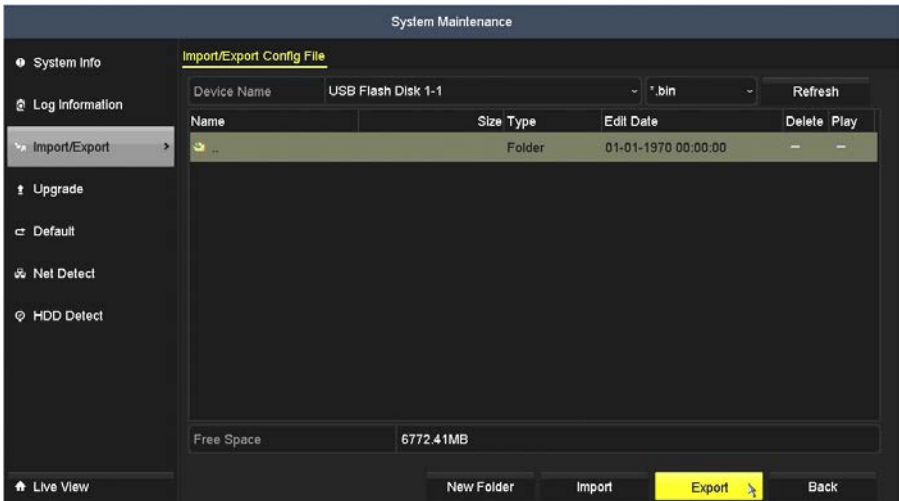 System Maintenance
System Info
Log Information
Import/Export >
Upgrade
Default
Net Detect
HDD Detect
Live View
Import/Export Config File
Device Name USB Flash Disk 1-1 *.bin Refresh
Name Size Type Edit Date Delete Play
.. Folder 01-01-1970 00:00:00 — —
Free Space 6772.41MB
New Folder Import Export Back